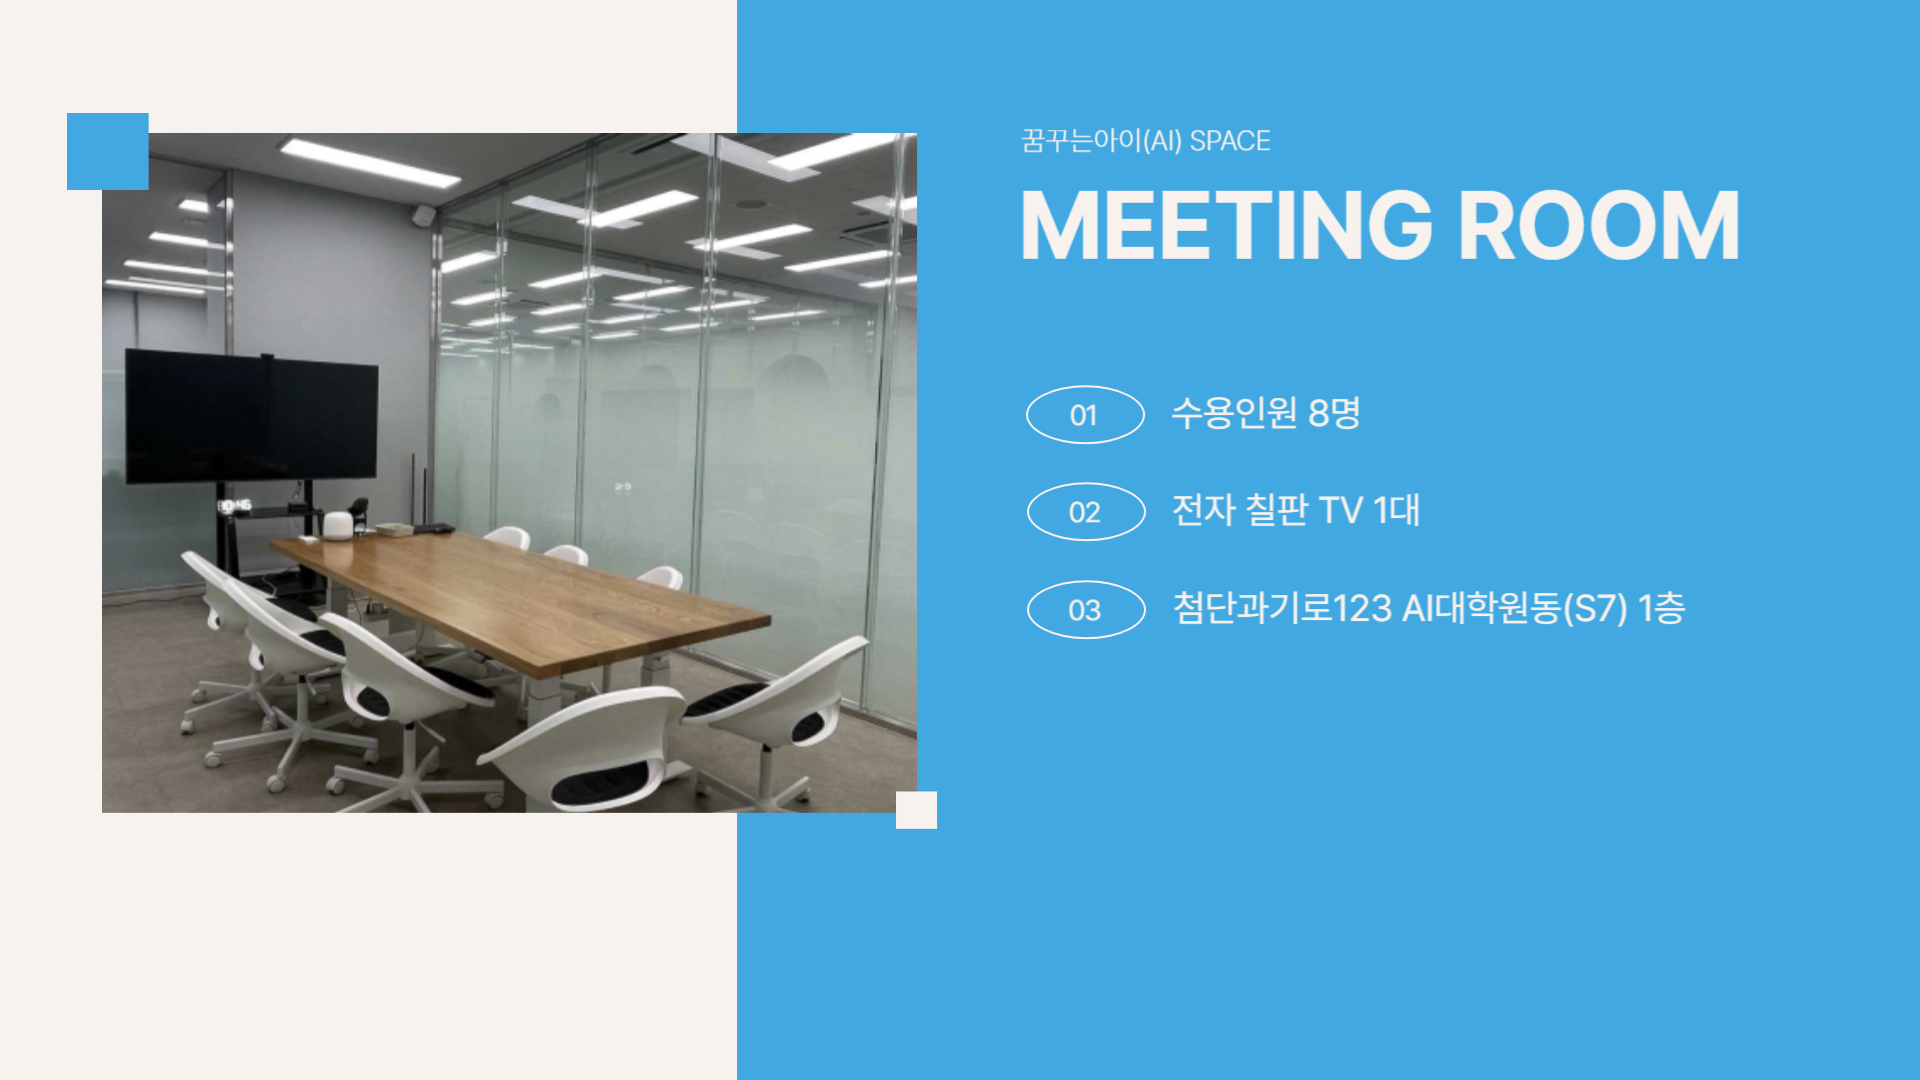 꿈꾸는아이(AI) SPACE
MEETING ROOM
01 수용인원 8명
02 전자 칠판 TV 1대
03 첨단과기로123 AI대학원동(S7) 1층